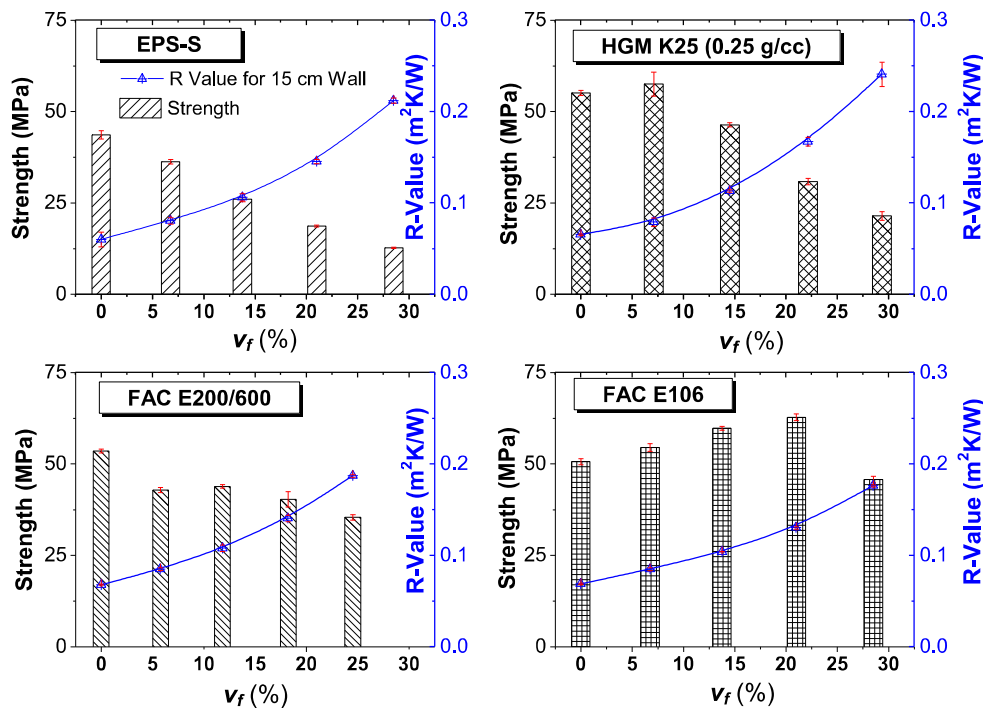 EPS-S
R Value for 15 cm Wall
Strength
Strength (MPa)
75
50
25
0
R-Value (m²K/W)
0.3
0.2
0.1
0.0
0 5 10 15 20 25 30
v_f (%)
HGM K25 (0.25 g/cc)
Strength (MPa)
75
50
25
0
R-Value (m²K/W)
0.3
0.2
0.1
0.0
0 5 10 15 20 25 30
v_f (%)
FAC E200/600
Strength (MPa)
75
50
25
0
R-Value (m²K/W)
0.3
0.2
0.1
0.0
0 5 10 15 20 25 30
v_f (%)
FAC E106
Strength (MPa)
75
50
25
0
R-Value (m²K/W)
0.3
0.2
0.1
0.0
0 5 10 15 20 25 30
v_f (%)